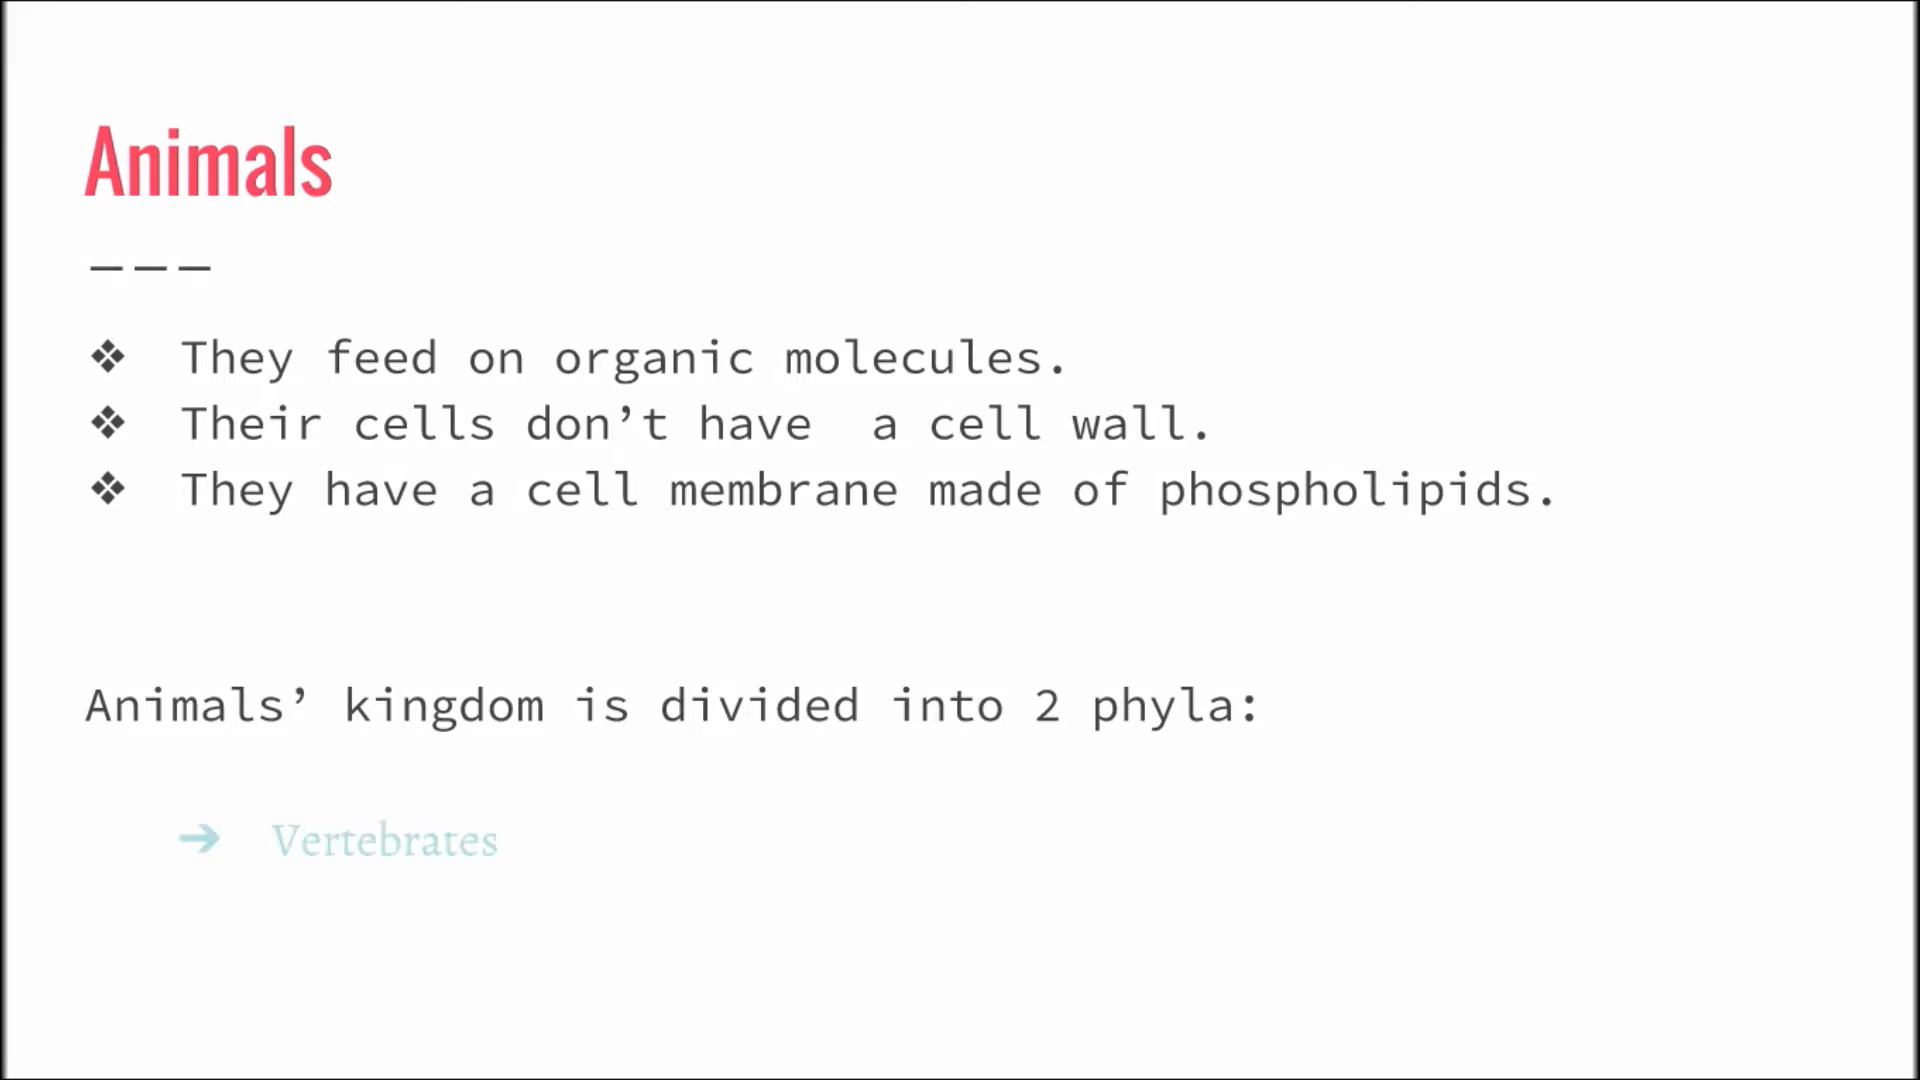 Animals
———
❖ They feed on organic molecules.
❖ Their cells don’t have  a cell wall.
❖ They have a cell membrane made of phospholipids.
Animals’ kingdom is divided into 2 phyla:
➔ Vertebrates